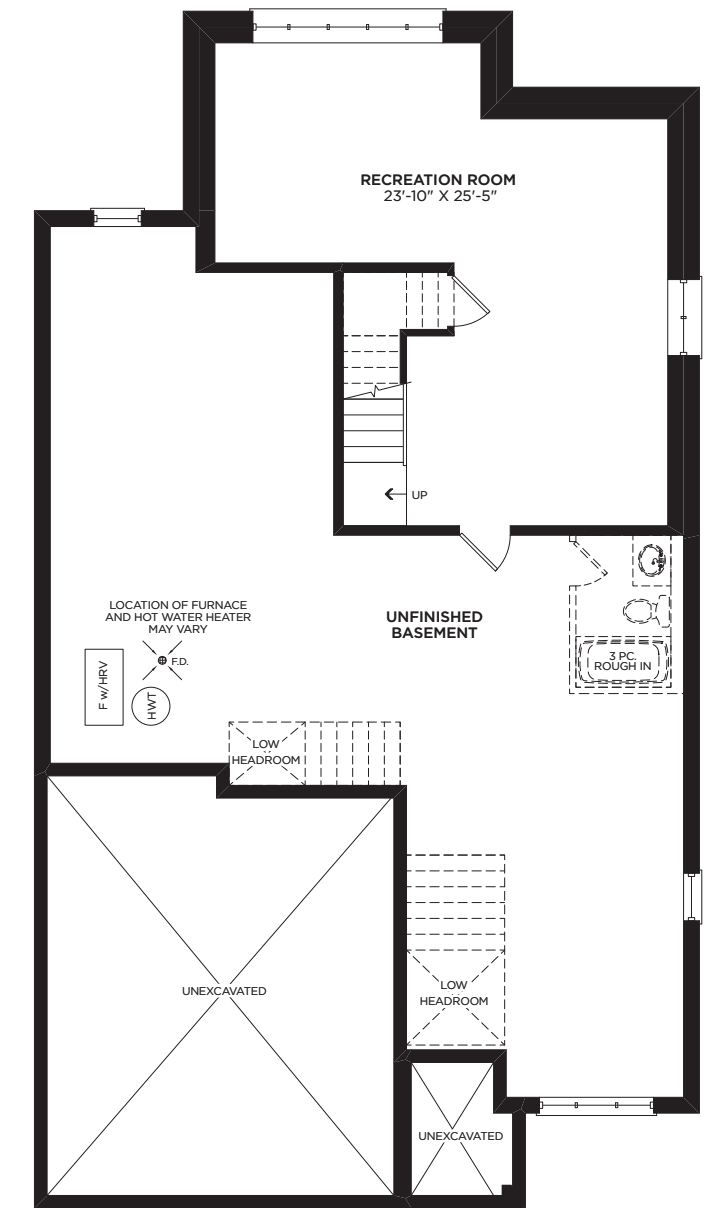 RECREATION ROOM
23'-10" X 25'-5"
UP
LOCATION OF FURNACE
AND HOT WATER HEATER
MAY VARY
F.D.
F w/HRV
HWT
UNFINISHED
BASEMENT
3 PC.
ROUGH IN
LOW
HEADROOM
UNEXCAVATED
LOW
HEADROOM
UNEXCAVATED